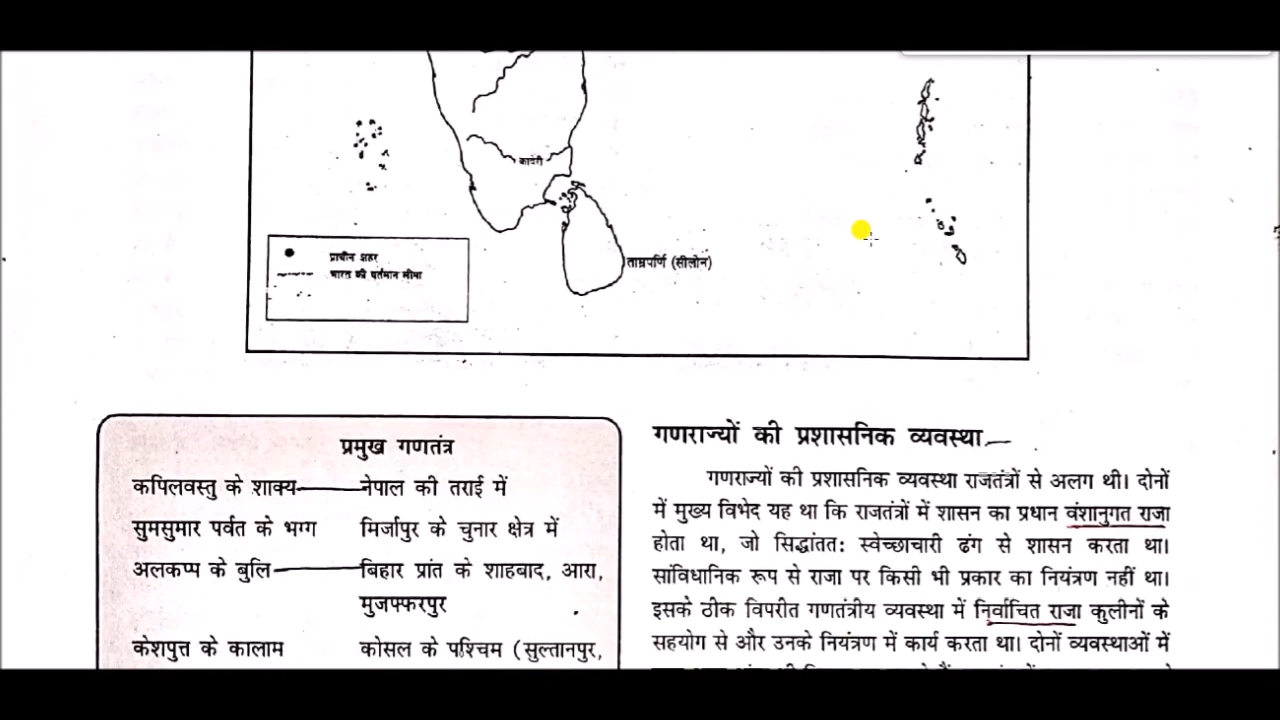 कावेरी
प्राचीन शहर
भारत की वर्तमान सीमा
ताम्रपर्णि (सीलोन)
प्रमुख गणतंत्र
कपिलवस्तु के शाक्य नेपाल की तराई में
सुमसुमार पर्वत के भग्ग मिर्जापुर के चुनार क्षेत्र में
अलकप्प के बुलि बिहार प्रांत के शाहबाद, आरा,
मुजफ्फरपुर
केशपुत्त के कालाम कोसल के पश्चिम (सुल्तानपुर,
गणराज्यों की प्रशासनिक व्यवस्था
गणराज्यों की प्रशासनिक व्यवस्था राजतंत्रों से अलग थी। दोनों
में मुख्य विभेद यह था कि राजतंत्रों में शासन का प्रधान वंशानुगत राजा
होता था, जो सिद्धांततः स्वेच्छाचारी ढंग से शासन करता था।
सांविधानिक रूप से राजा पर किसी भी प्रकार का नियंत्रण नहीं था।
इसके ठीक विपरीत गणतंत्रीय व्यवस्था में निर्वाचित राजा कुलीनों के
सहयोग से और उनके नियंत्रण में कार्य करता था। दोनों व्यवस्थाओं में